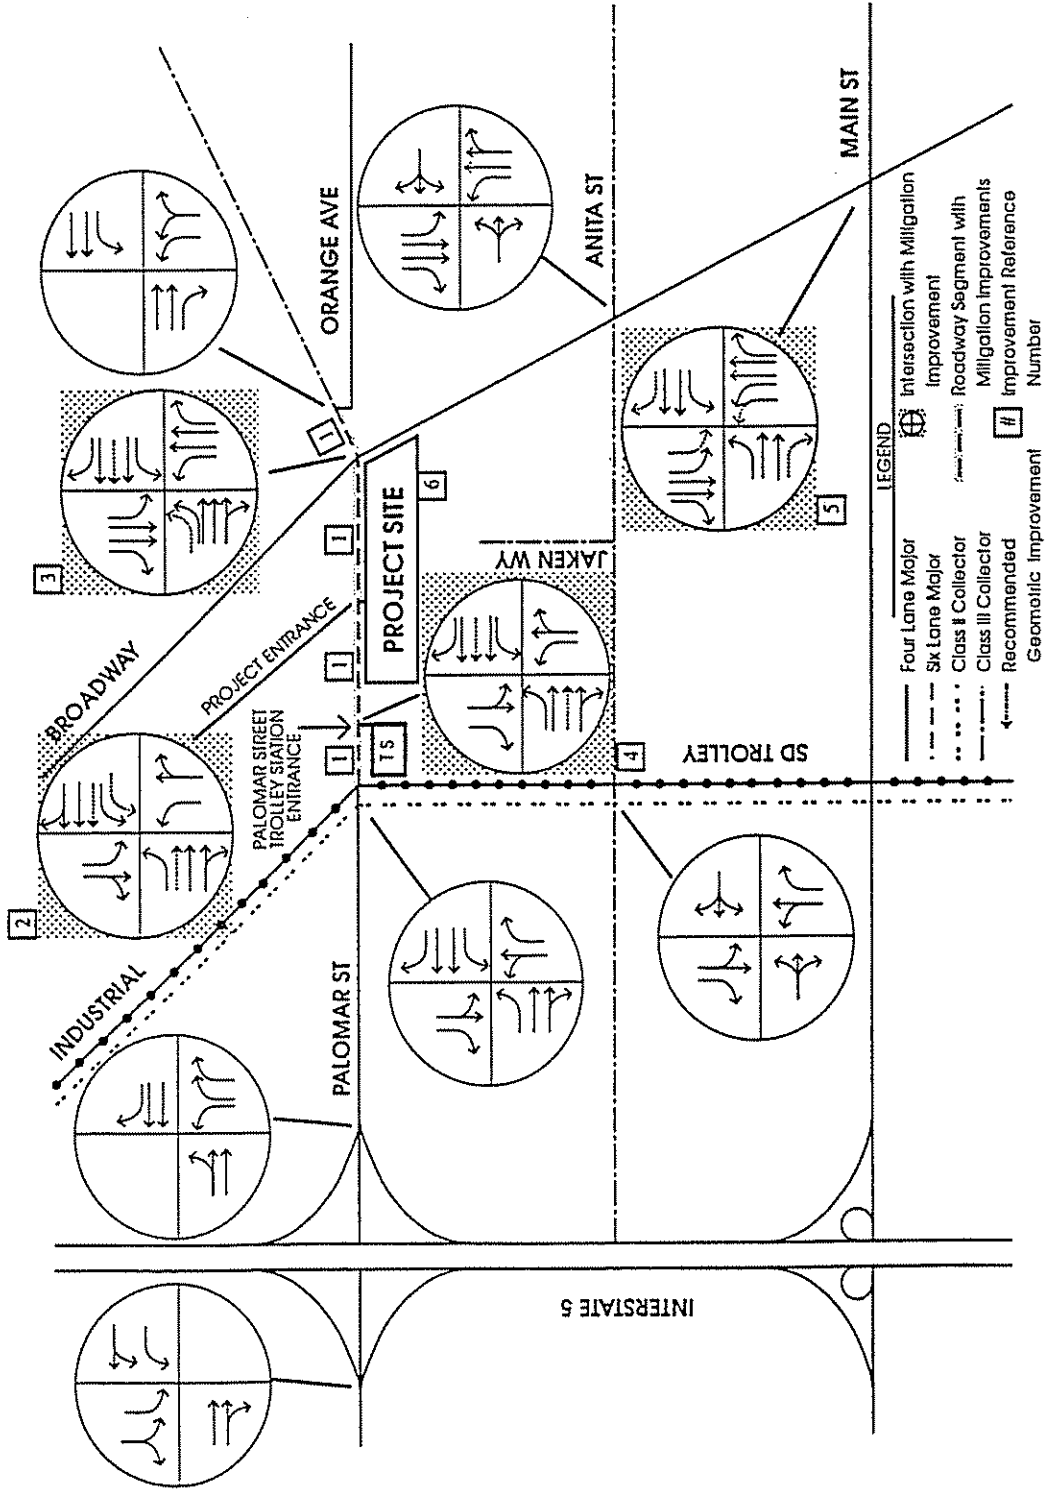 3
2
BROADWAY
1
ORANGE AVE
INDUSTRIAL
PROJECT ENTRANCE
PALOMAR STREET
TROLLEY STATION
ENTRANCE
1
1
1
TS
PALOMAR ST
PROJECT SITE
6
JAKEN WY
ANITA ST
4
SD TROLLEY
5
INTERSTATE 5
MAIN ST
LEGEND
Four Lane Major
Six Lane Major
Class II Collector
Class III Collector
Recommended
Geometric Improvement
Intersection with Mitigation
Improvement
Roadway Segment with
Mitigation Improvements
# Improvement Reference
Number